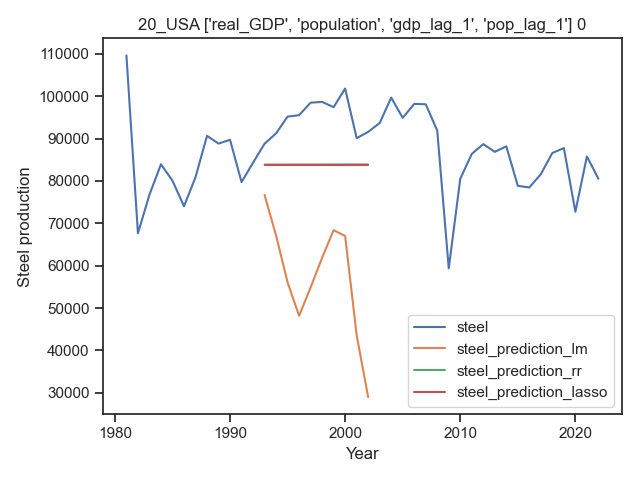 20_USA ['real_GDP', 'population', 'gdp_lag_1', 'pop_lag_1'] 0
110000
100000
90000
80000
70000
60000
50000
40000
30000
Steel production
steel
steel_prediction_lm
steel_prediction_rr
steel_prediction_lasso
1980
1990
2000
2010
2020
Year